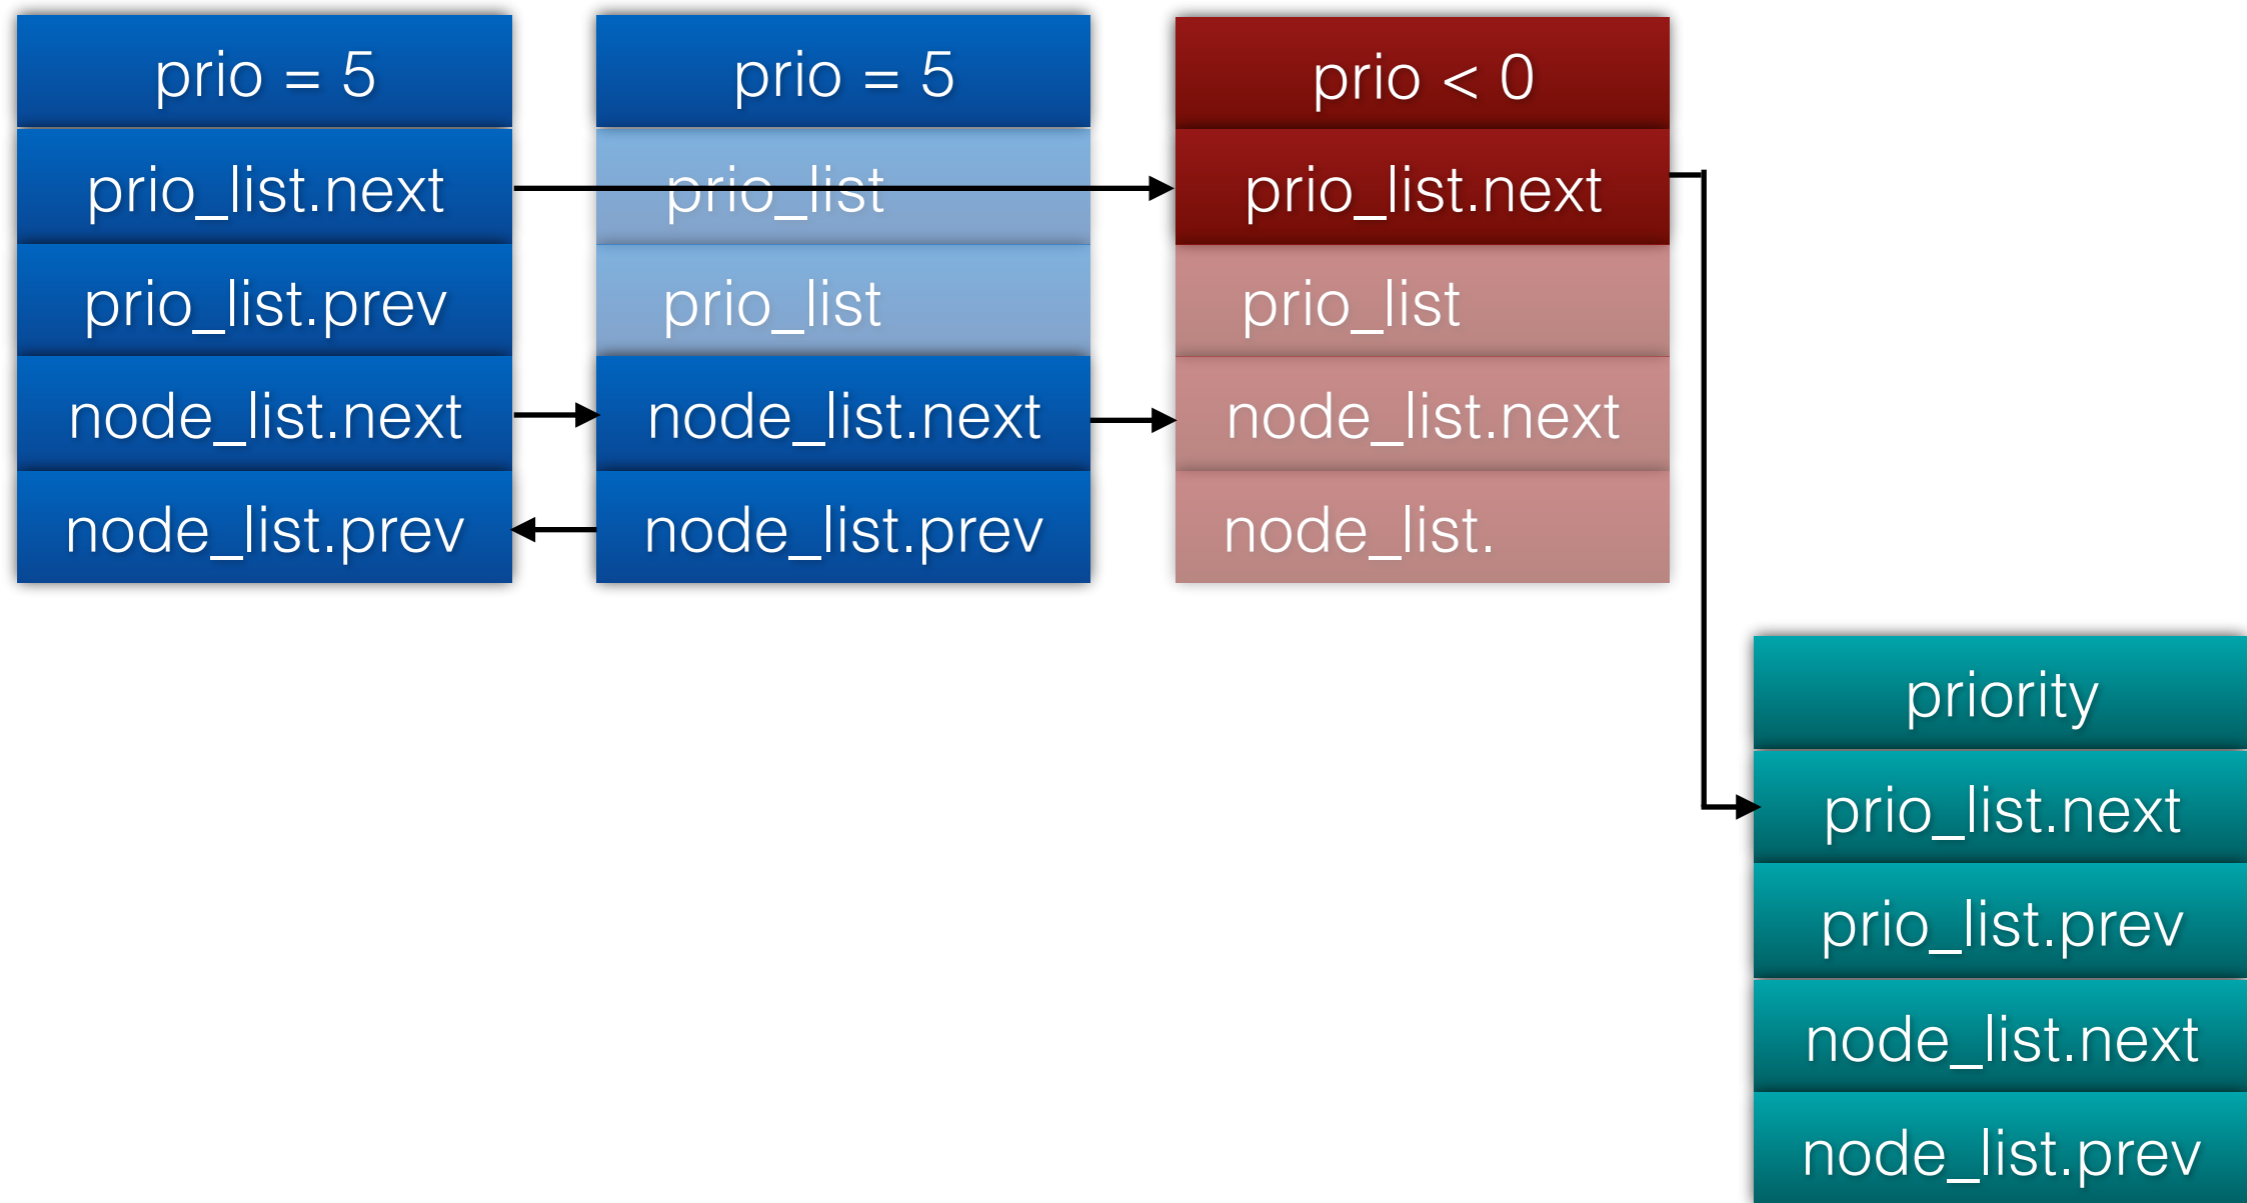 prio = 5
prio_list.next
prio_list.prev
node_list.next
node_list.prev
prio = 5
prio_list
prio_list
node_list.next
node_list.prev
prio < 0
prio_list.next
prio_list
node_list.next
node_list.
priority
prio_list.next
prio_list.prev
node_list.next
node_list.prev